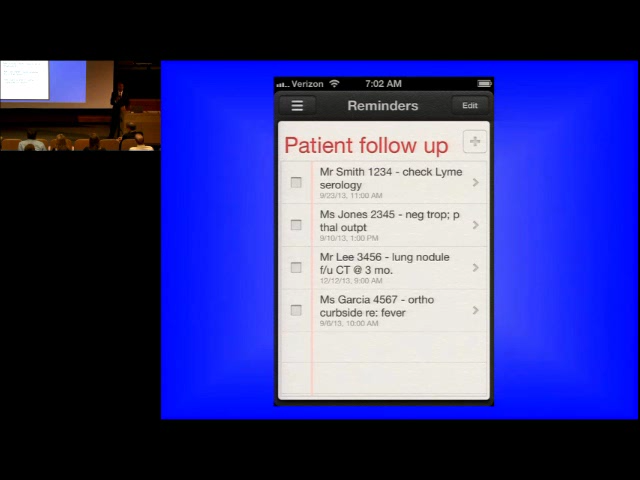 Verizon 7:02 AM
Reminders Edit
Patient follow up
Mr Smith 1234 - check Lyme
serology
9/23/13, 11:00 AM
Ms Jones 2345 - neg trop; p
thal outpt
9/10/13, 1:00 PM
Mr Lee 3456 - lung nodule
f/u CT @ 3 mo.
12/12/13, 9:00 AM
Ms Garcia 4567 - ortho
curbside re: fever
9/6/13, 10:00 AM